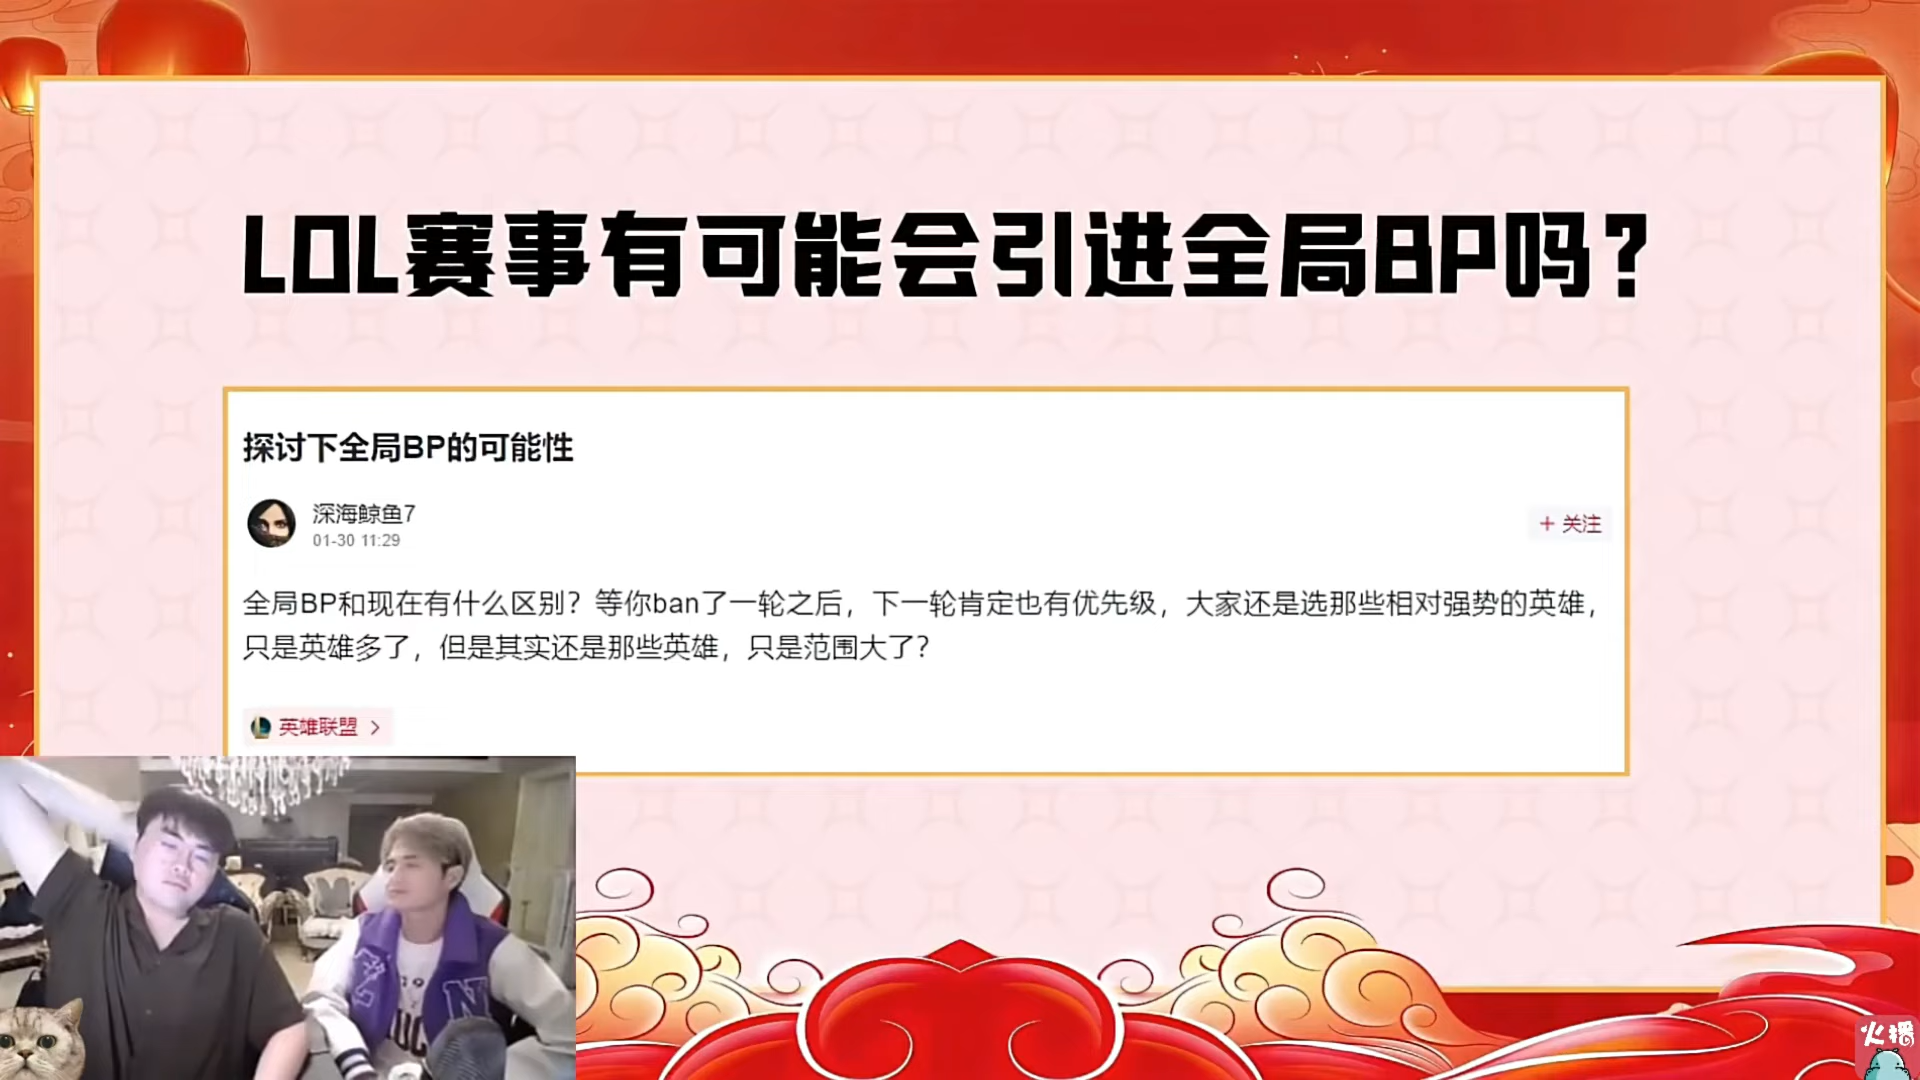 LOL赛事有可能会引进全局BP吗?
探讨下全局BP的可能性
深海鲸鱼7
01-30 11:29
+ 关注
全局BP和现在有什么区别？等你ban了一轮之后，下一轮肯定也有优先级，大家还是选那些相对强势的英雄，
只是英雄多了，但是其实还是那些英雄，只是范围大了？
英雄联盟 >
N
火播